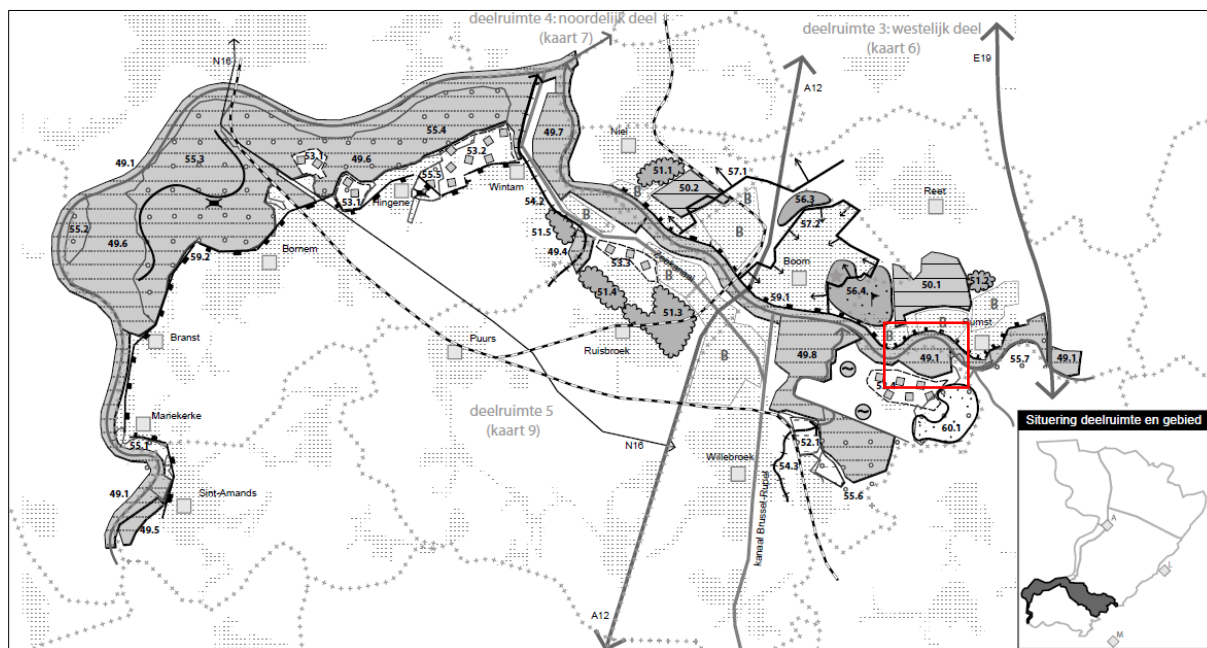 deelruimte 4: noordelijk deel
(kaart 7)
deelruimte 3: westelijk deel
(kaart 6)
E19
N16
A12
49.7
Niel
49.1
55.4
53.2
55.3
53.1
49.6
51.1
57.1
50.2
55.5
Wintam
Hingene
53.1
54.2
B
B
56.3
Reet
57.2
55.2
49.6
51.5
B
B
49.4
53.3
Zeekanaal
B
Bornem
59.2
Boom
51.4
59.1
56.4
50.1
51.2
B
51.3
B
B
Rumst
Branst
Puurs
Ruisbroek
B
49.8
49.1
55.7
49.1
Mariekerke
deelruimte 5
(kaart 9)
60.1
Situering deelruimte en gebied
55.1
N16
52.1
Willebroek
54.3
49.1
Sint-Amands
55.6
49.5
kanaal Brussel-Rupel
A
L
A12
M